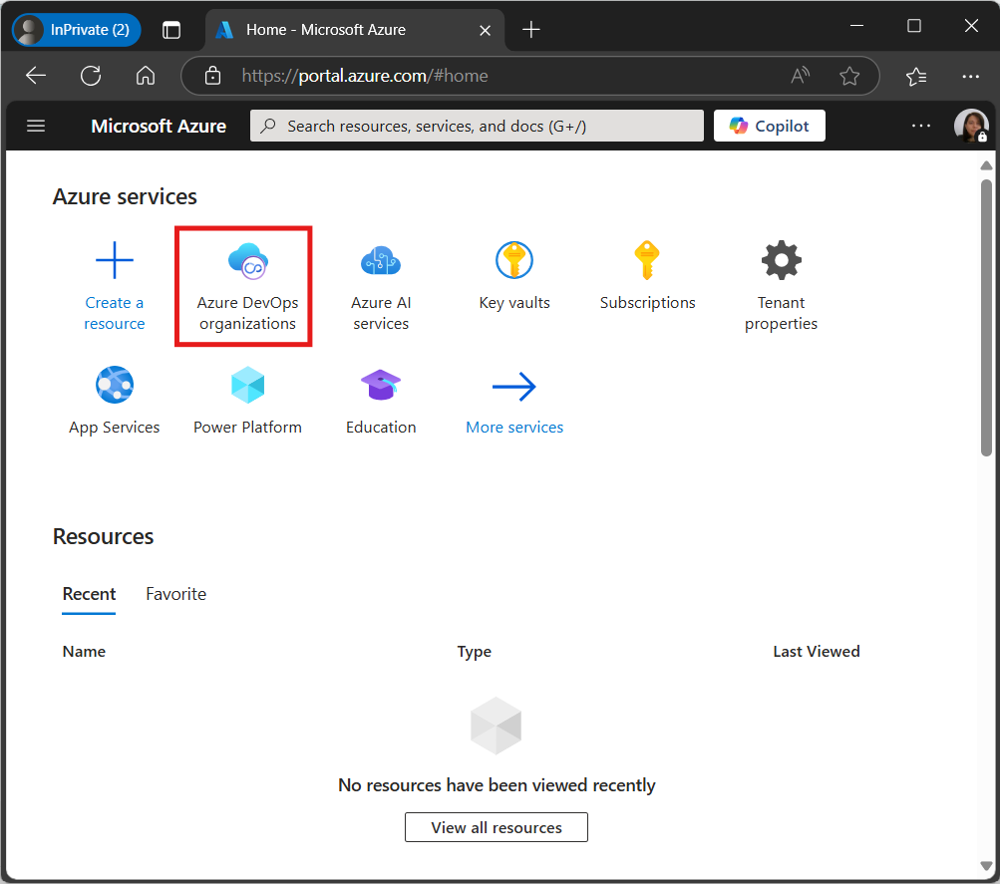 InPrivate (2)
Home - Microsoft Azure
https://portal.azure.com/#home
Microsoft Azure
Search resources, services, and docs (G+/)
Copilot
Azure services
Create a
resource
Azure DevOps
organizations
Azure AI
services
Key vaults
Subscriptions
Tenant
properties
App Services
Power Platform
Education
More services
Resources
Recent
Favorite
Name
Type
Last Viewed
No resources have been viewed recently
View all resources